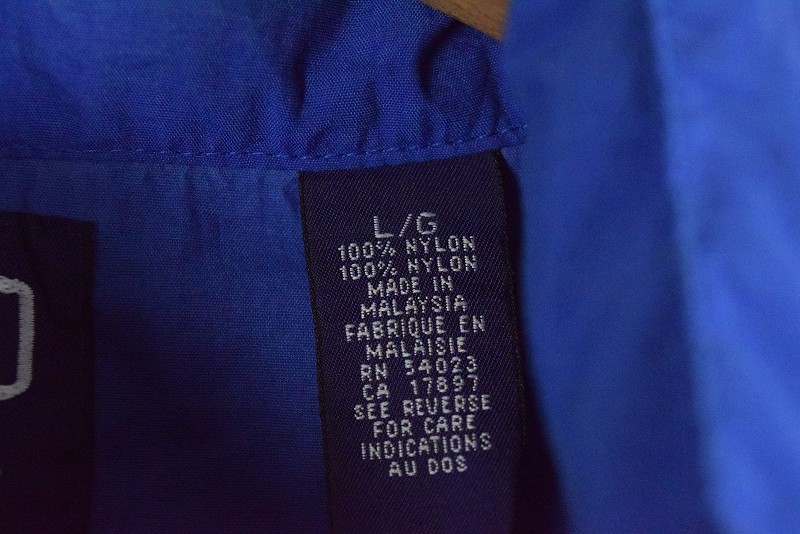 L/G
100% NYLON
100% NYLON
MADE IN
MALAYSIA
FABRIQUE EN
MALAISIE
RN 54023
CA 17897
SEE REVERSE
FOR CARE
INDICATIONS
AU DOS